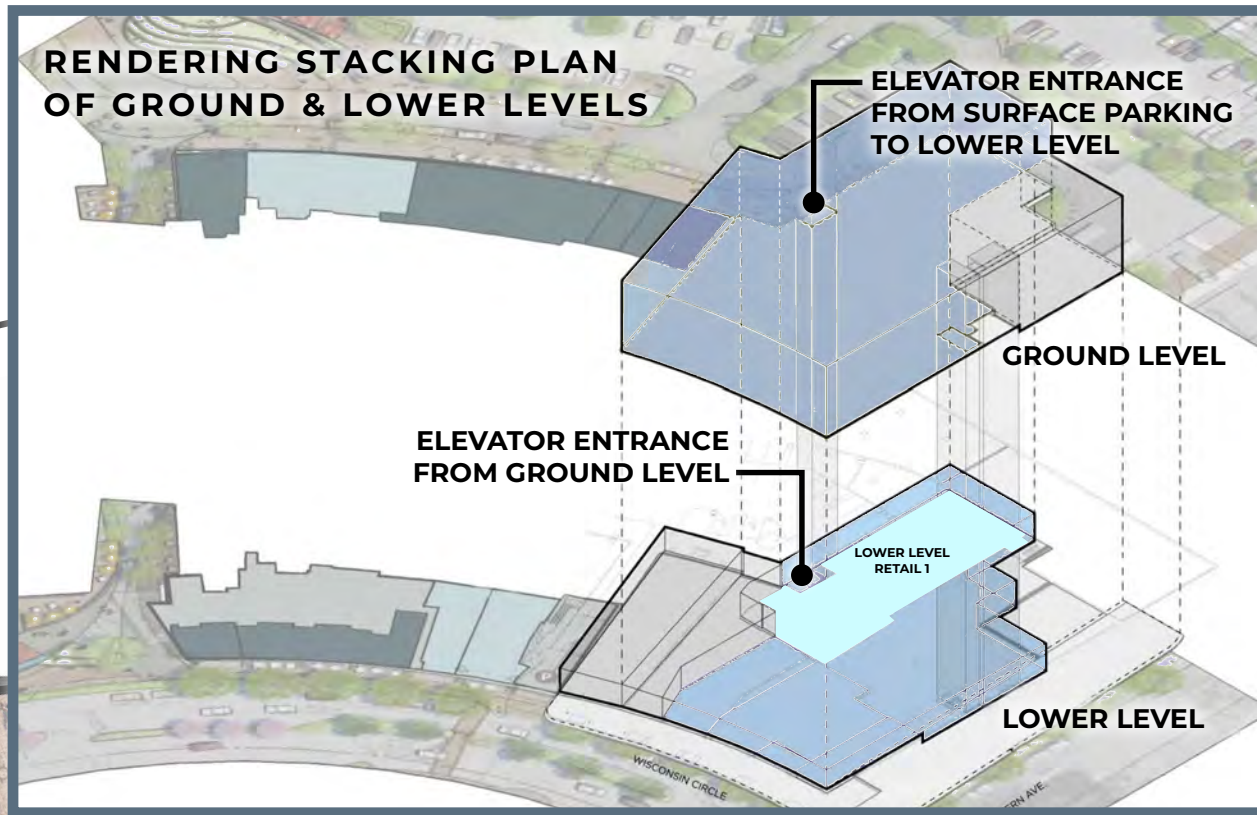 RENDERING STACKING PLAN
OF GROUND & LOWER LEVELS
ELEVATOR ENTRANCE
FROM SURFACE PARKING
TO LOWER LEVEL
GROUND LEVEL
ELEVATOR ENTRANCE
FROM GROUND LEVEL
LOWER LEVEL
RETAIL 1
LOWER LEVEL
WISCONSIN CIRCLE
AVE.